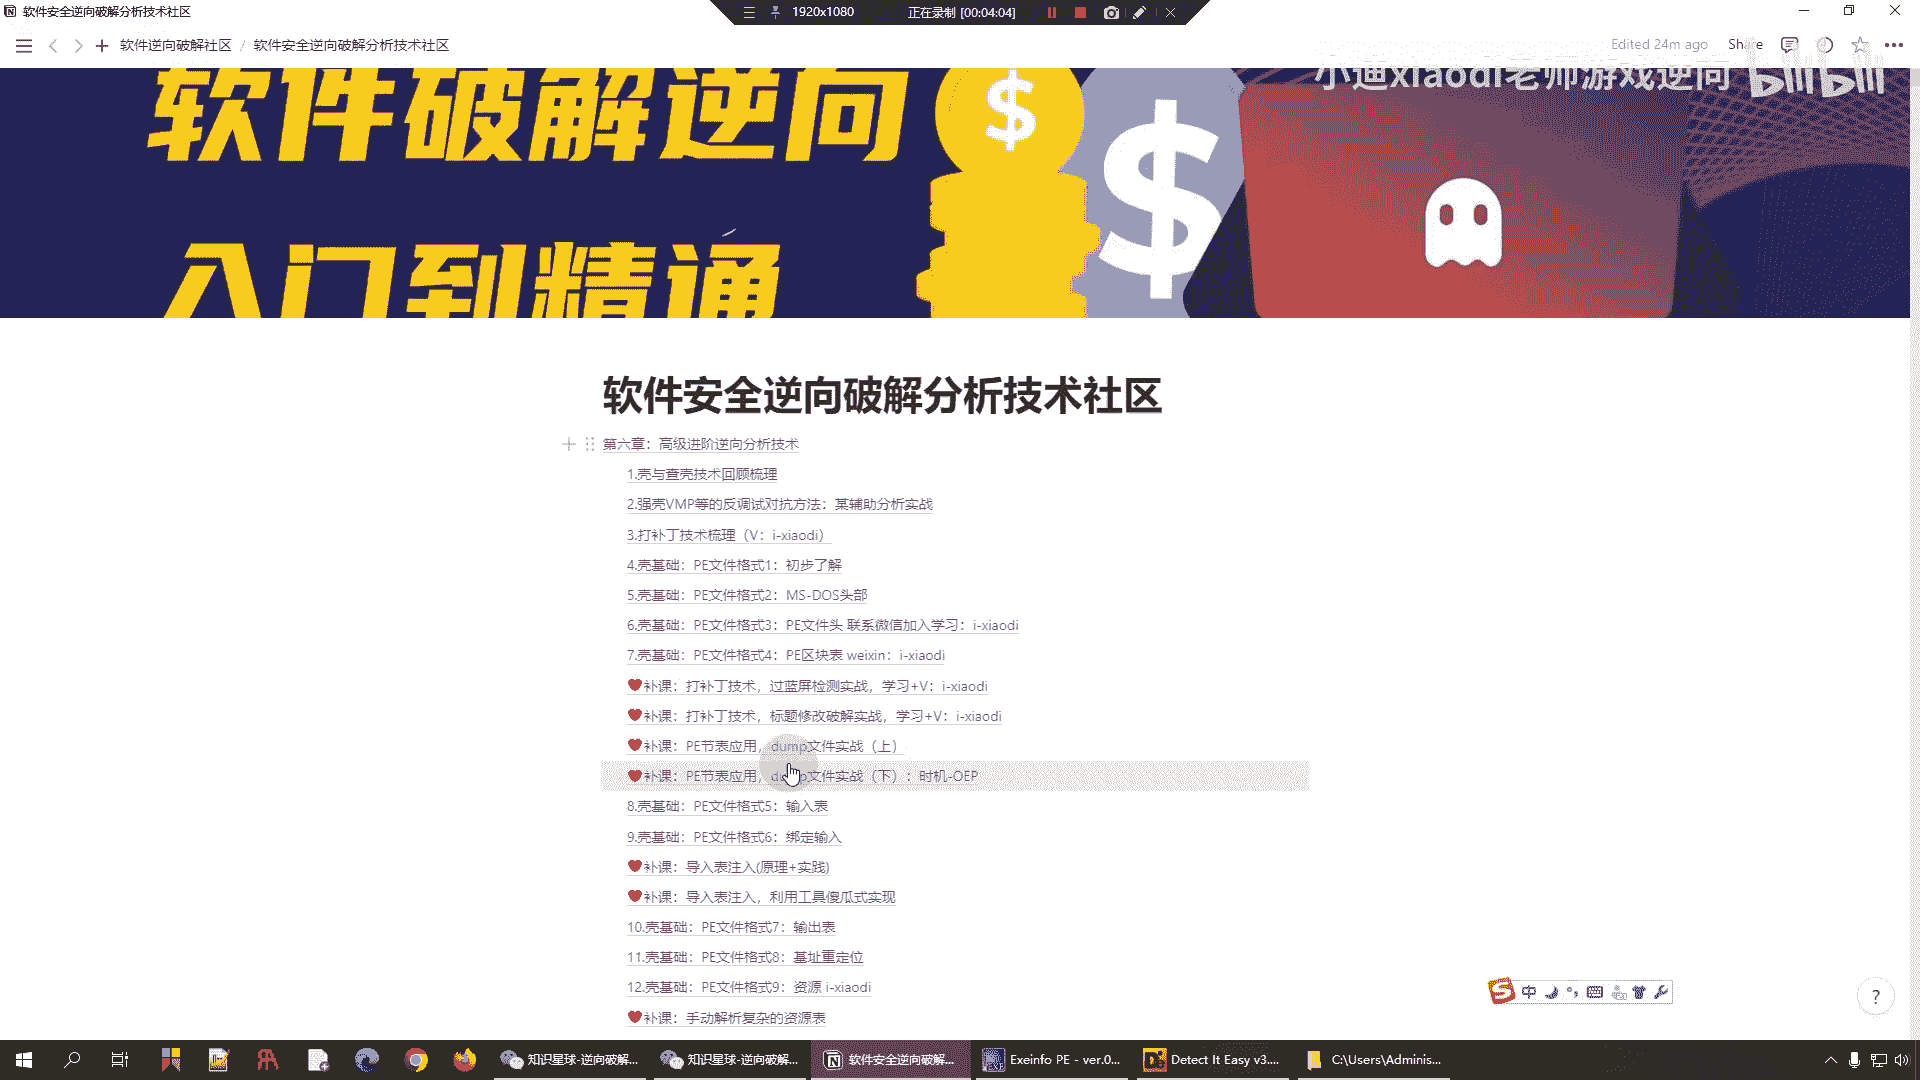 软件安全逆向破解分析技术社区
1920x1080 正在录制 [00:04:04]
软件逆向破解社区 / 软件安全逆向破解分析技术社区
Edited 24m ago Share
小迪xiaodi老师游戏逆向 bilibili
软件破解逆向
入门到精通
$
$
软件安全逆向破解分析技术社区
第六章：高级进阶逆向分析技术
1.壳与查壳技术回顾梳理
2.强壳VMP等的反调试对抗方法：某辅助分析实战
3.打补丁技术梳理（V：i-xiaodi）
4.壳基础：PE文件格式1：初步了解
5.壳基础：PE文件格式2：MS-DOS头部
6.壳基础：PE文件格式3：PE文件头 联系微信加入学习：i-xiaodi
7.壳基础：PE文件格式4：PE区块表 weixin：i-xiaodi
补课：打补丁技术，过蓝屏检测实战，学习+V：i-xiaodi
补课：打补丁技术，标题修改破解实战，学习+V：i-xiaodi
补课：PE节表应用，dump文件实战（上）
补课：PE节表应用，dump文件实战（下）：时机-OEP
8.壳基础：PE文件格式5：输入表
9.壳基础：PE文件格式6：绑定输入
补课：导入表注入(原理+实践)
补课：导入表注入，利用工具傻瓜式实现
10.壳基础：PE文件格式7：输出表
11.壳基础：PE文件格式8：基址重定位
12.壳基础：PE文件格式9：资源 i-xiaodi
补课：手动解析复杂的资源表
中
?
知识星球-逆向破解... 知识星球-逆向破解... 软件安全逆向破解... Exeinfo PE - ver.0... Detect It Easy v3.... C:\Users\Adminis...